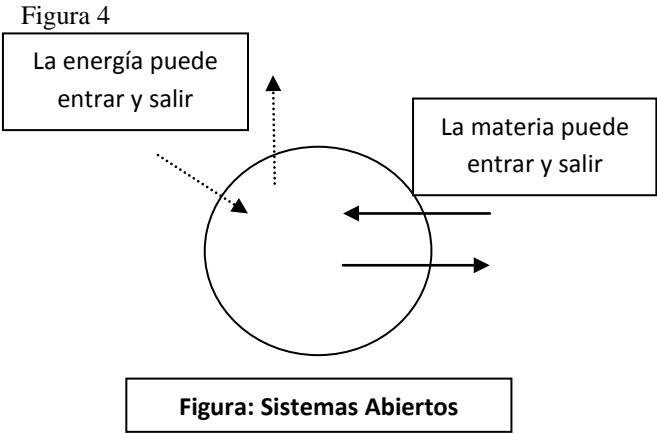 Figura 4
La energía puede
entrar y salir
La materia puede
entrar y salir
Figura: Sistemas Abiertos